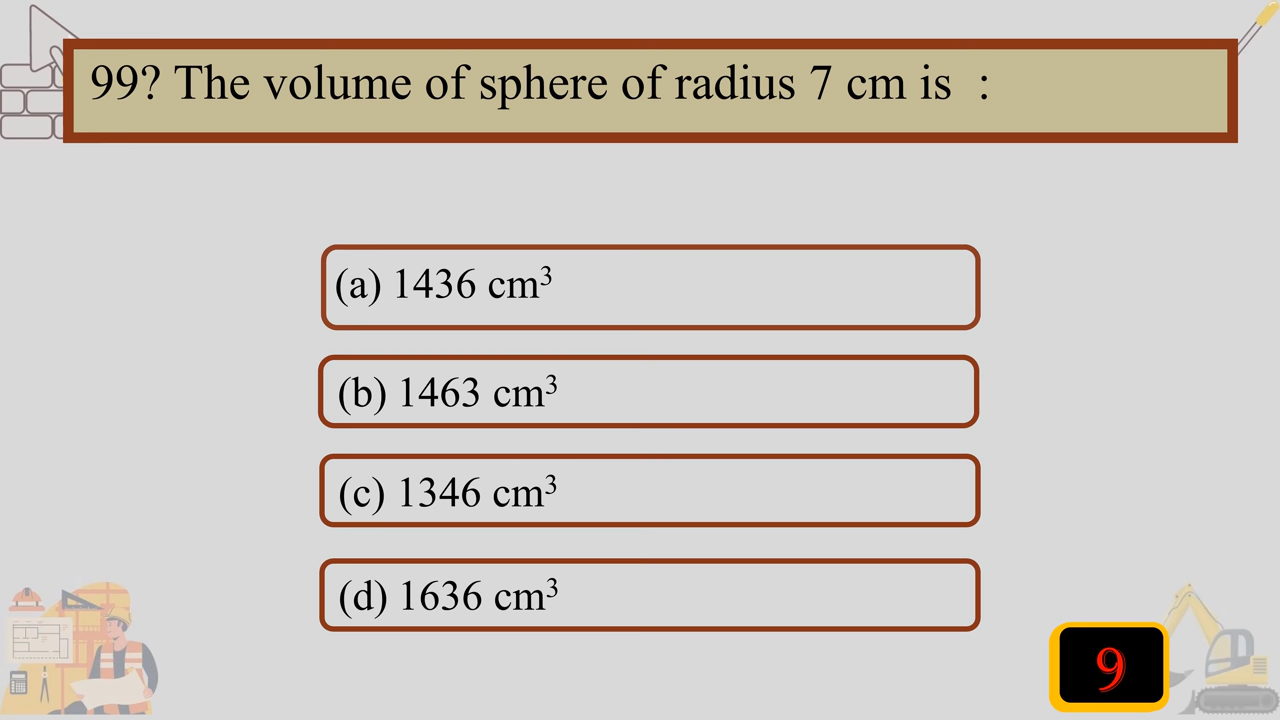 99? The volume of sphere of radius 7 cm is :
(a) 1436 cm³
(b) 1463 cm³
(c) 1346 cm³
(d) 1636 cm³
9